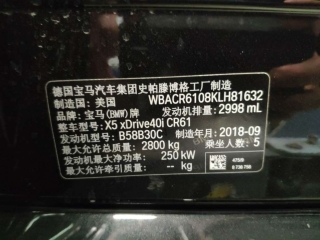 德国宝马汽车集团史帕滕博格工厂制造
制造国：美国 WBACR6108KLH81632
品牌：宝马(BMW)牌 发动机排量：2998 mL
整车型号：X5 xDrive40i CR61
发动机型号：B58B30C 制造年月：2018-09
最大允许总质量：2800 kg 乘坐人数：5
发动机最大净功率：250 kW
最大允许牵引质量：-- kg